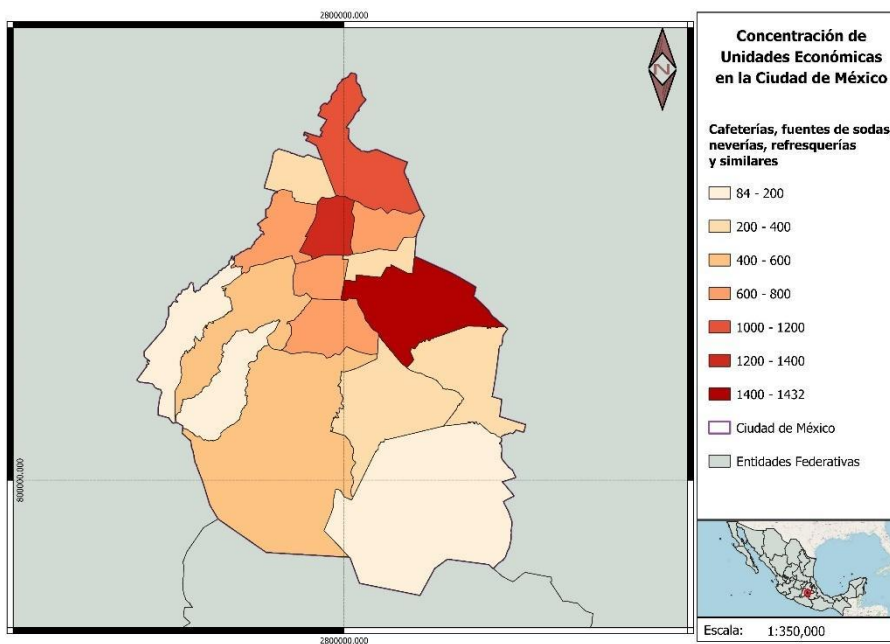 2800000.000
800000.000
N
2800000.000
Concentración de
Unidades Económicas
en la Ciudad de México
Cafeterías, fuentes de sodas
neverías, refresquerías
y similares
84 - 200
200 - 400
400 - 600
600 - 800
1000 - 1200
1200 - 1400
1400 - 1432
Ciudad de México
Entidades Federativas
Escala: 1:350,000